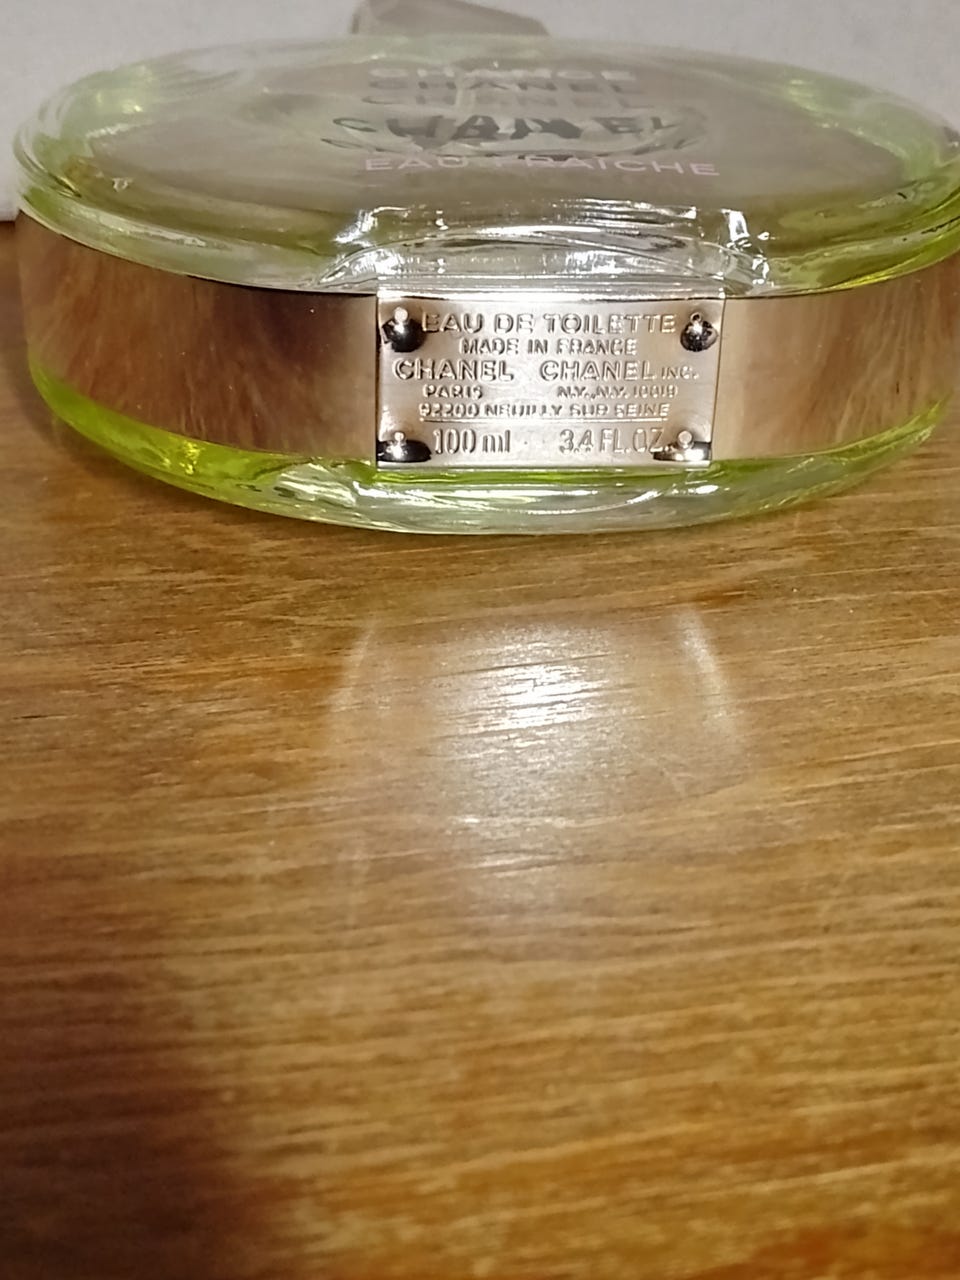 CHANCE
CHANEL
EAU FRAÎCHE
EAU DE TOILETTE
MADE IN FRANCE
CHANEL CHANEL INC.
PARIS N.Y., N.Y. 10019
92200 NEUILLY SUR SEINE
100 ml 3.4 FL.OZ.